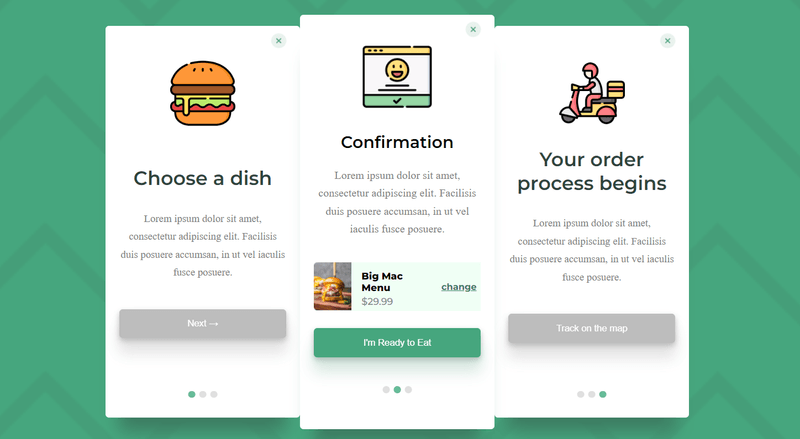 Choose a dish
Lorem ipsum dolor sit amet,
consectetur adipiscing elit. Facilisis
duis posuere accumsan, in ut vel iaculis
fusce posuere.
Next →
Confirmation
Lorem ipsum dolor sit amet,
consectetur adipiscing elit. Facilisis
duis posuere accumsan, in ut vel
iaculis fusce posuere.
Big Mac
Menu
$29.99
change
I'm Ready to Eat
Your order
process begins
Lorem ipsum dolor sit amet,
consectetur adipiscing elit. Facilisis
duis posuere accumsan, in ut vel iaculis
fusce posuere.
Track on the map